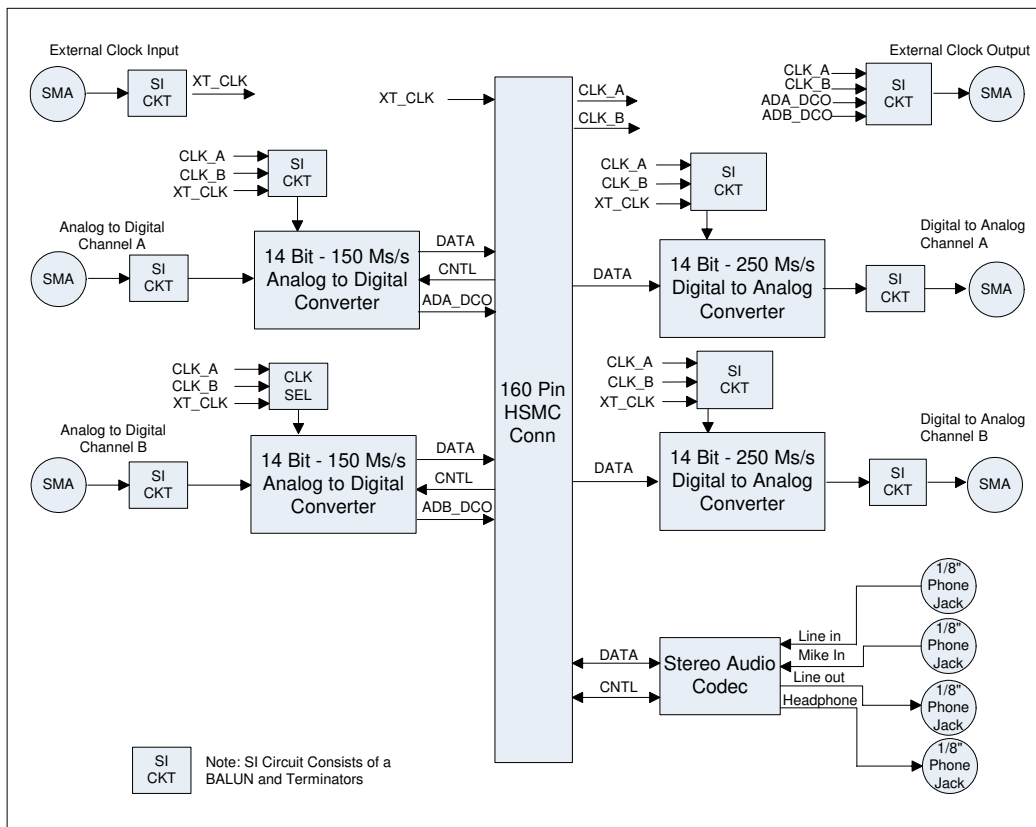 External Clock Input
SMA
SI
CKT
XT_CLK
XT_CLK
CLK_A
CLK_B
External Clock Output
CLK_A
CLK_B
ADA_DCO
ADB_DCO
SI
CKT
SMA
CLK_A
CLK_B
XT_CLK
SI
CKT
Analog to Digital
Channel A
SMA
SI
CKT
14 Bit - 150 Ms/s
Analog to Digital
Converter
DATA
CNTL
ADA_DCO
CLK_A
CLK_B
XT_CLK
SI
CKT
DATA
14 Bit - 250 Ms/s
Digital to Analog
Converter
SI
CKT
Digital to Analog
Channel A
SMA
CLK_A
CLK_B
XT_CLK
CLK
SEL
Analog to Digital
Channel B
SMA
SI
CKT
14 Bit - 150 Ms/s
Analog to Digital
Converter
DATA
CNTL
ADB_DCO
160 Pin
HSMC
Conn
CLK_A
CLK_B
XT_CLK
SI
CKT
DATA
14 Bit - 250 Ms/s
Digital to Analog
Converter
SI
CKT
Digital to Analog
Channel B
SMA
DATA
CNTL
Stereo Audio
Codec
Line in
Mike In
Line out
Headphone
1/8"
Phone
Jack
1/8"
Phone
Jack
1/8"
Phone
Jack
1/8"
Phone
Jack
SI
CKT
Note: SI Circuit Consists of a
BALUN and Terminators